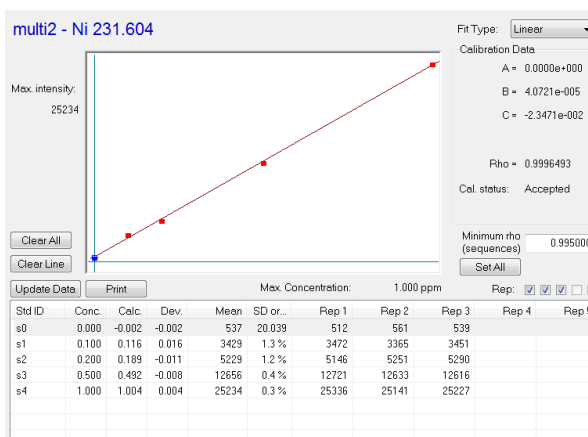 multi2 - Ni 231.604
Fit Type: Linear
Calibration Data
A = 0.0000e+000
B = 4.0721e-005
C = -2.3471e-002
Rho = 0.9996493
Cal. status: Accepted
Max. intensity:
25234
Clear All
Clear Line
Minimum rho
(sequences)
0.995000
Set All
Update Data Print Max. Concentration: 1.000 ppm Rep:
Std ID Conc. Calc. Dev. Mean SD or... Rep 1 Rep 2 Rep 3 Rep 4 Rep 5
s0 0.000 -0.002 -0.002 537 20.039 512 561 539
s1 0.100 0.116 0.016 3429 1.3 % 3472 3365 3451
s2 0.200 0.189 -0.011 5229 1.2 % 5146 5251 5290
s3 0.500 0.492 -0.008 12656 0.4 % 12721 12633 12616
s4 1.000 1.004 0.004 25234 0.3 % 25336 25141 25227